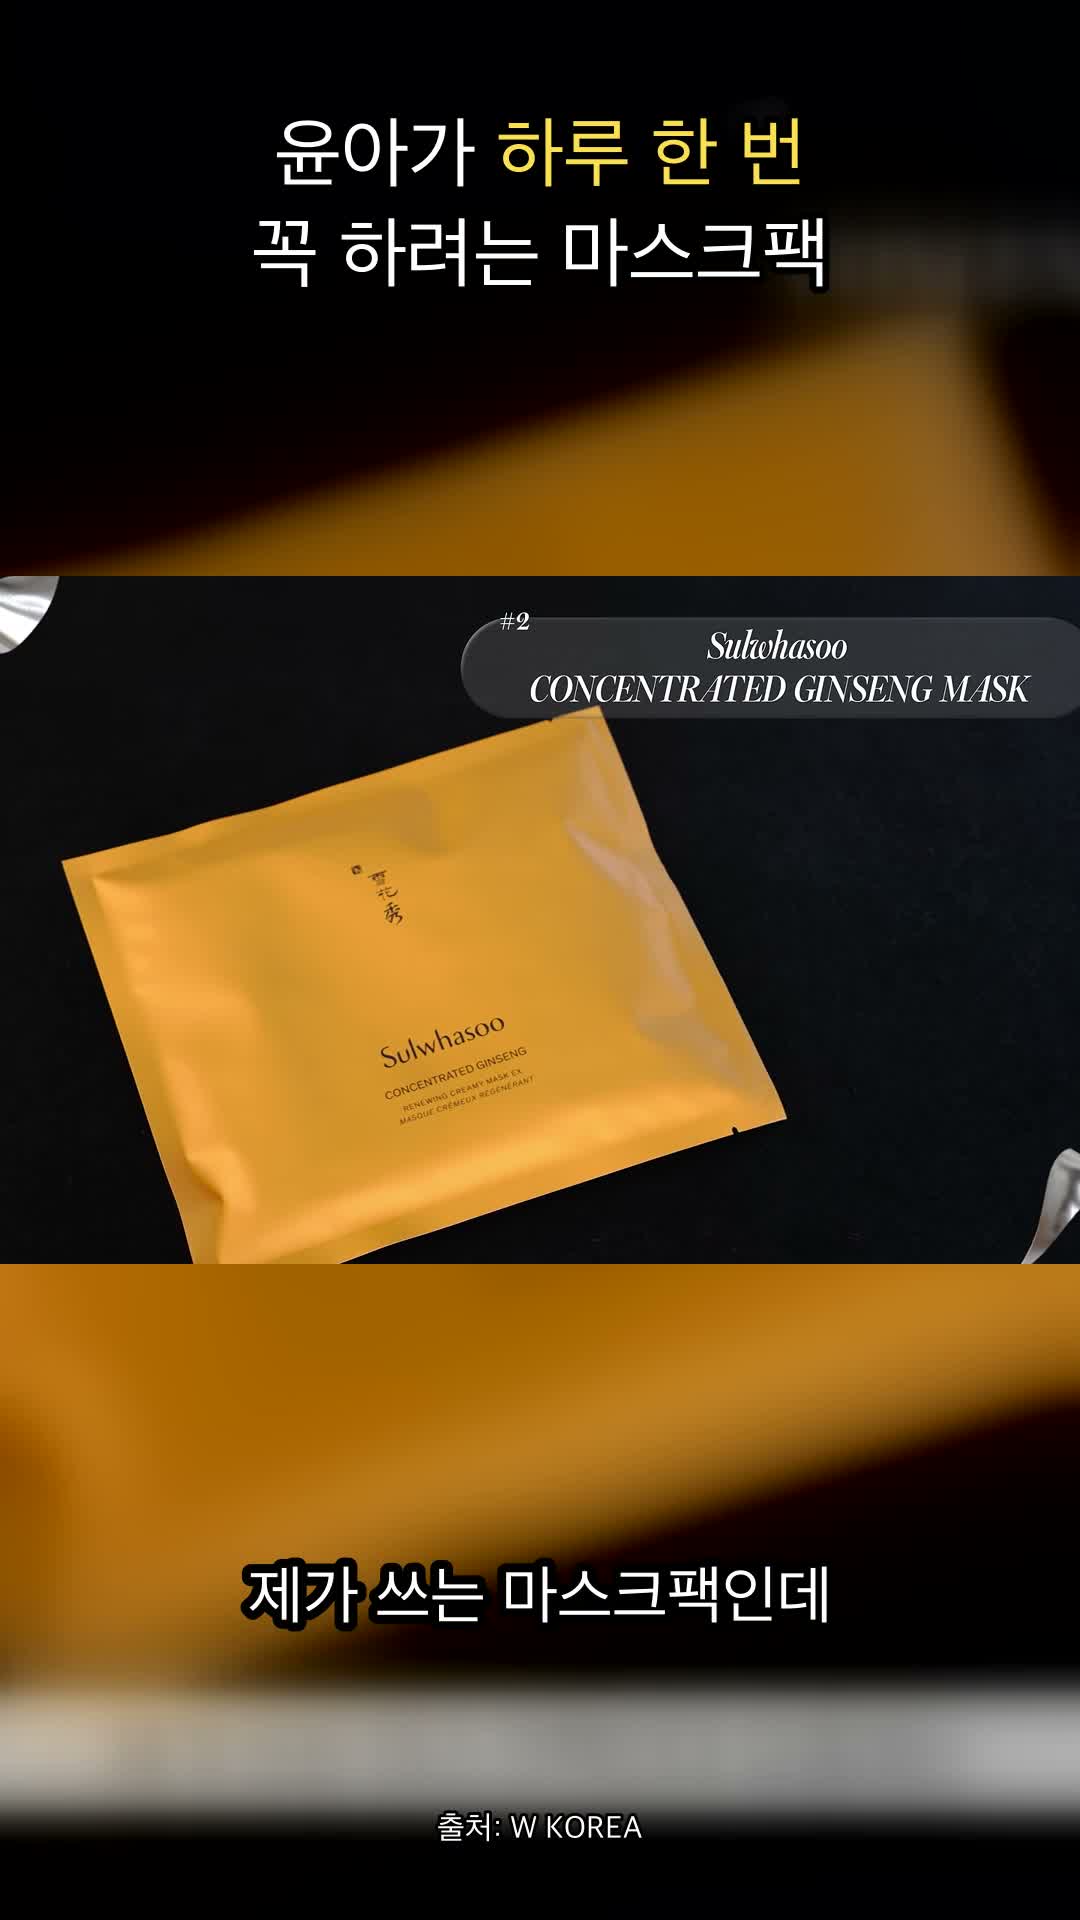 윤아가 하루 한 번
꼭 하려는 마스크팩
#2
Sulwhasoo
CONCENTRATED GINSENG MASK
雪花秀
Sulwhasoo
CONCENTRATED GINSENG
RENEWING CREAMY MASK EX
MASQUE CRÉMEUX RÉGÉNÉRANT
제가 쓰는 마스크팩인데
출처: W KOREA